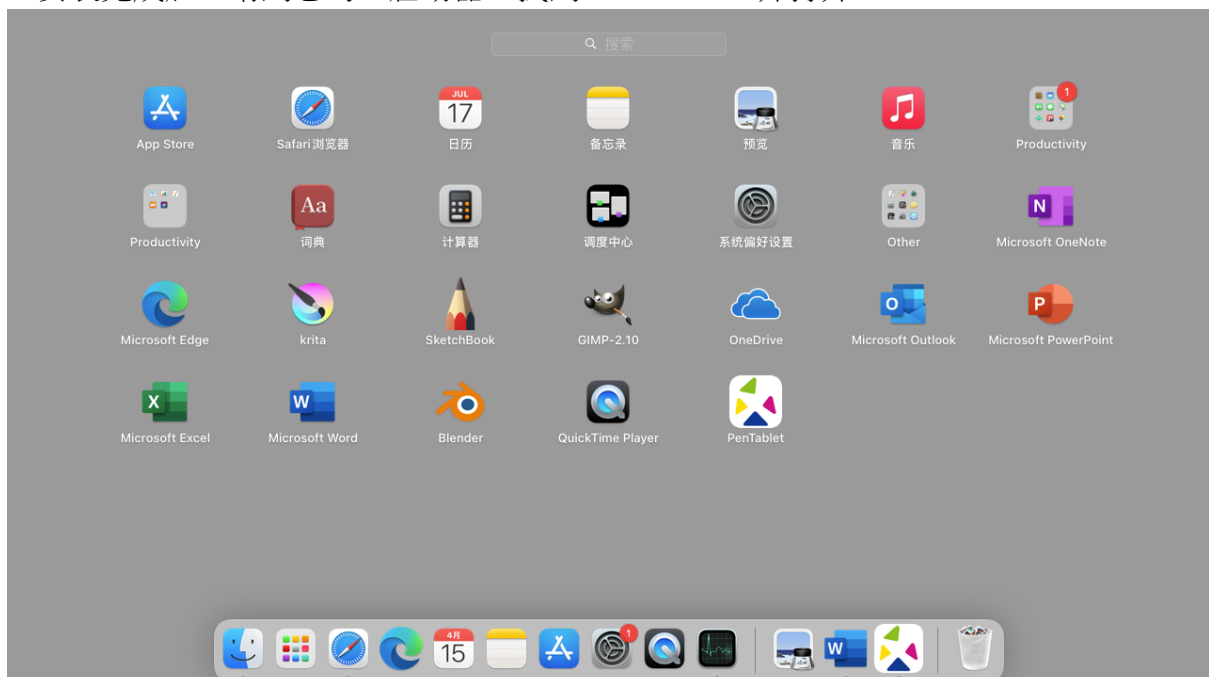 搜索
JUL
17
1
App Store Safari浏览器 日历 备忘录 预览 音乐 Productivity
Aa
N
Productivity 词典 计算器 调度中心 系统偏好设置 Other Microsoft OneNote
O P
Microsoft Edge krita SketchBook GIMP-2.10 OneDrive Microsoft Outlook Microsoft PowerPoint
X W
Microsoft Excel Microsoft Word Blender QuickTime Player PenTablet
4月
15
1
W